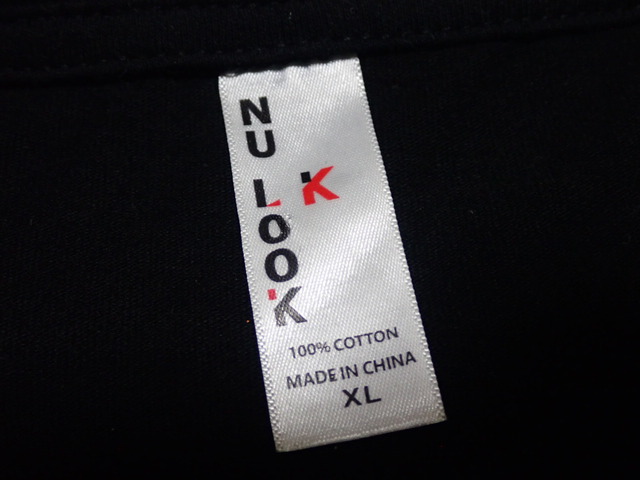 NU
LOOK
K
100% COTTON
MADE IN CHINA
XL